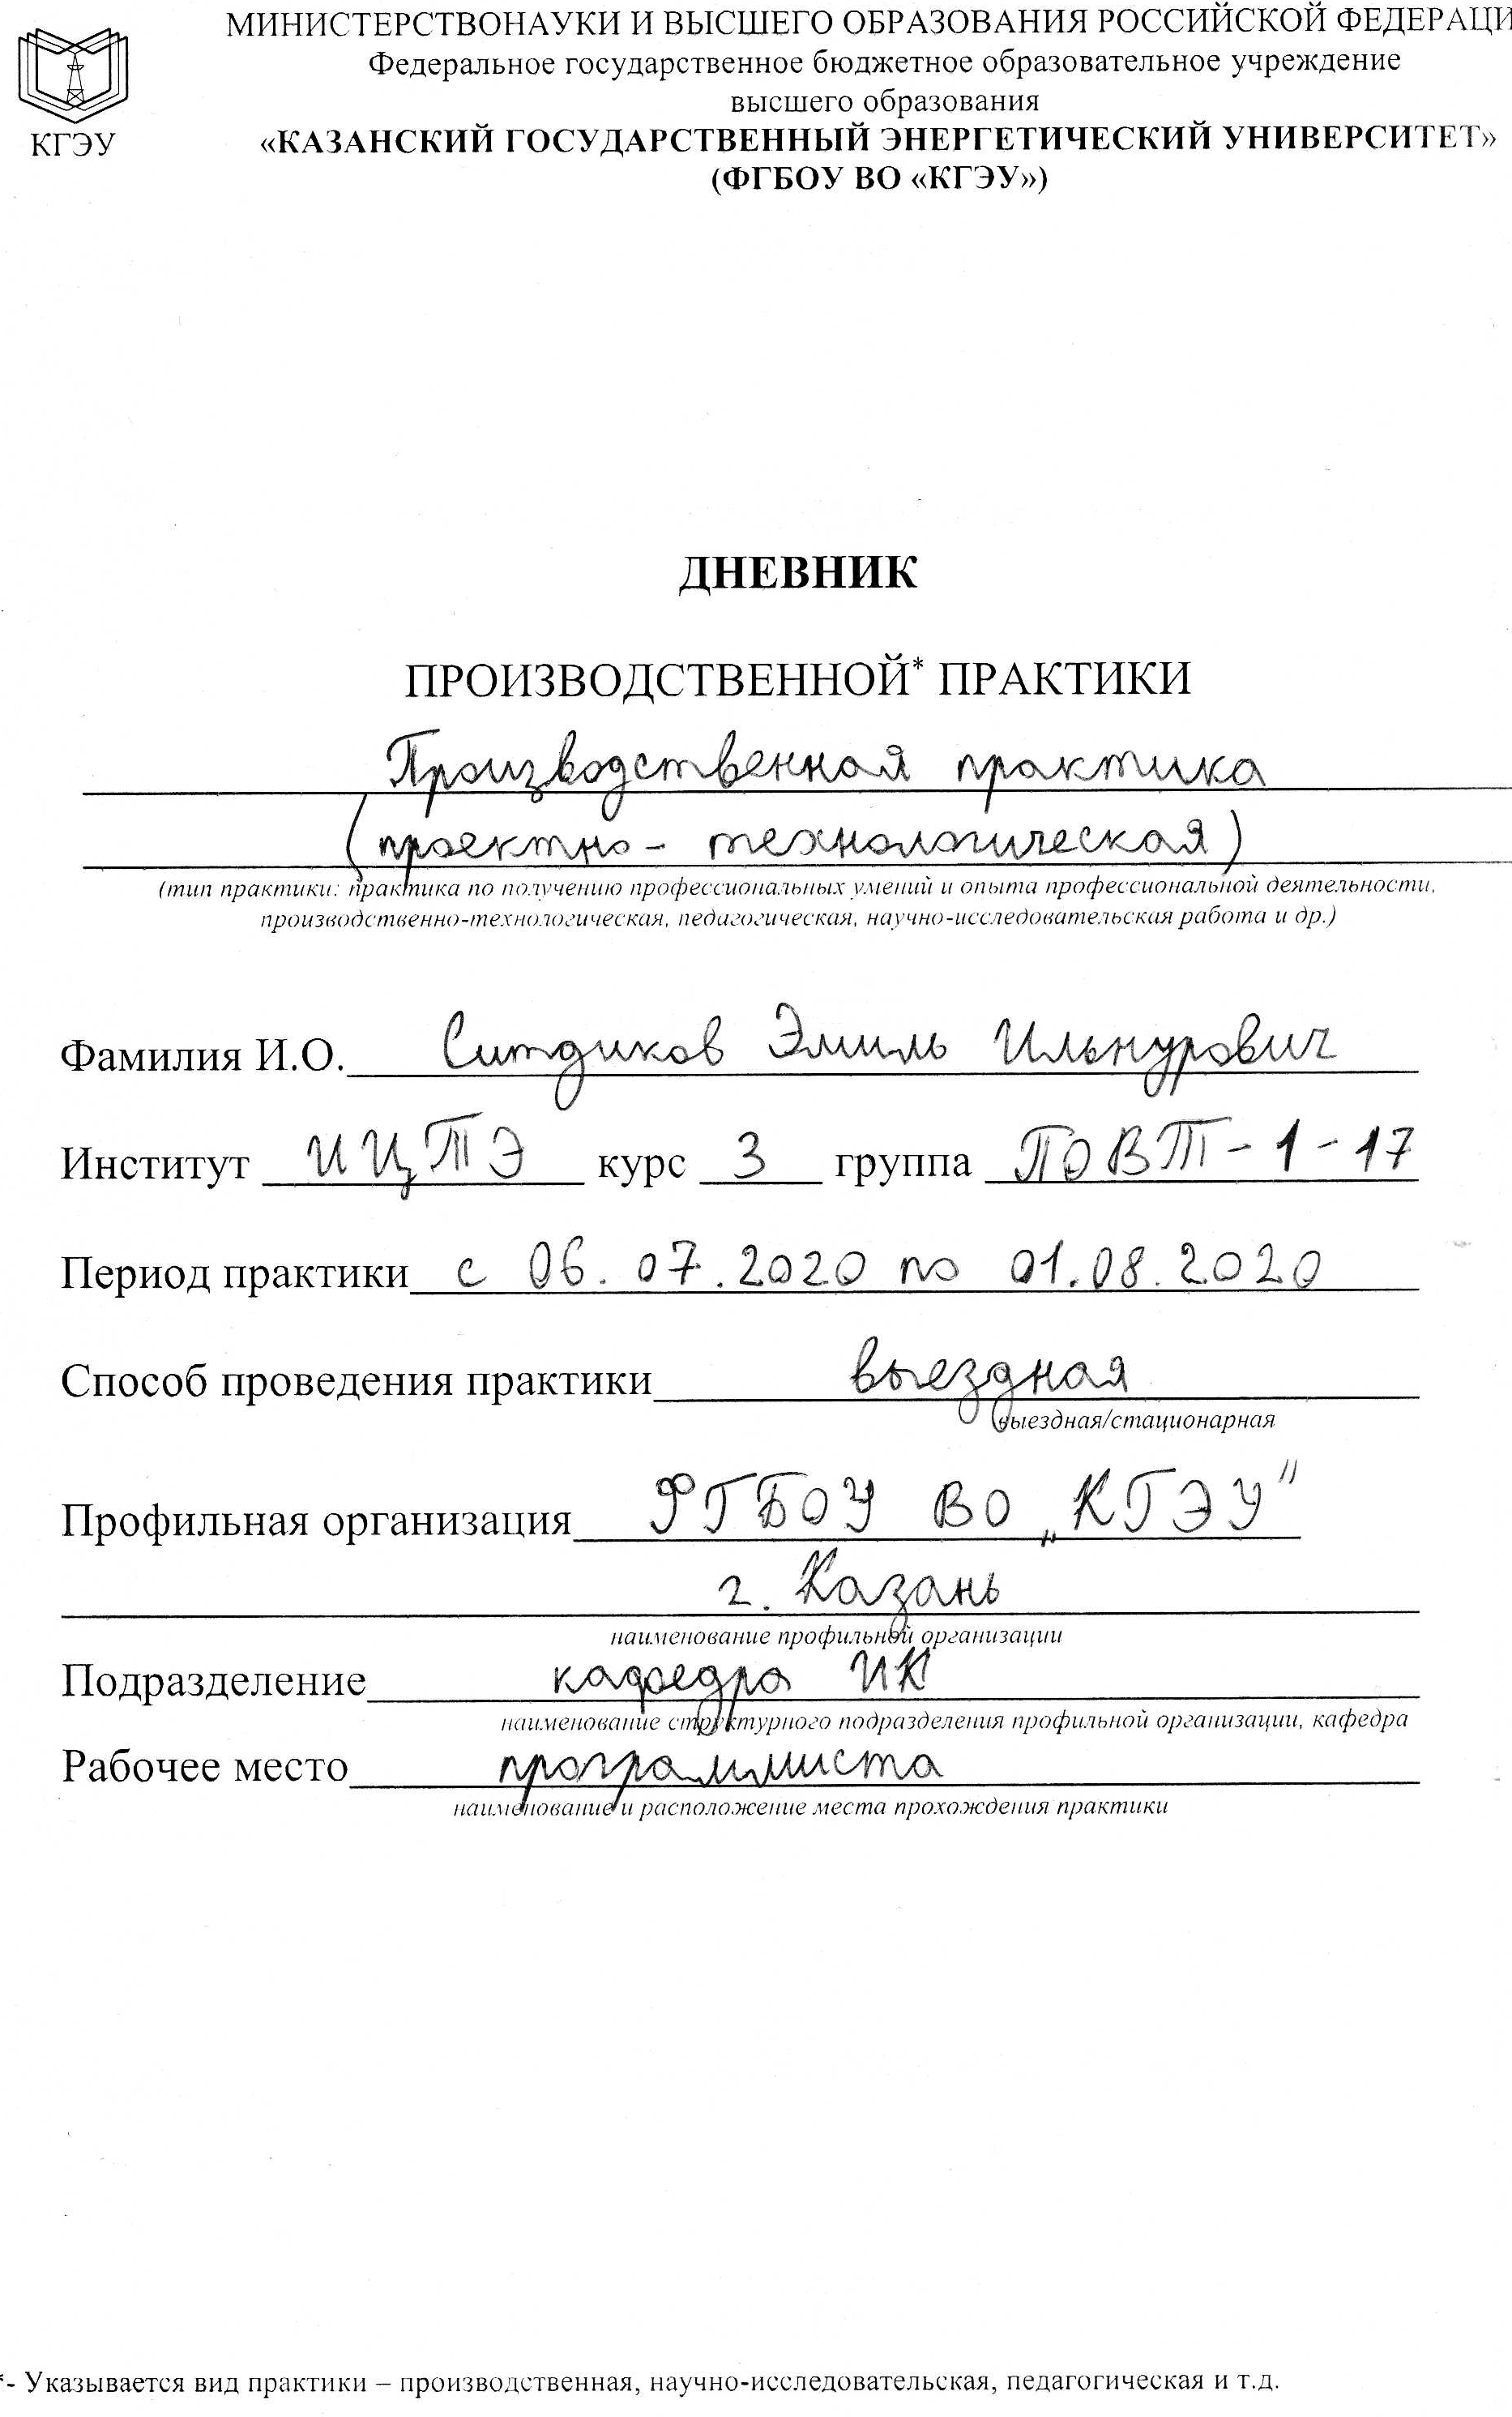 МИНИСТЕРСТВОНАУКИ И ВЫСШЕГО ОБРАЗОВАНИЯ РОССИЙСКОЙ ФЕДЕРАЦИ
Федеральное государственное бюджетное образовательное учреждение
высшего образования
КГЭУ
«КАЗАНСКИЙ ГОСУДАРСТВЕННЫЙ ЭНЕРГЕТИЧЕСКИЙ УНИВЕРСИТЕТ»
(ФГБОУ ВО «КГЭУ»)
ДНЕВНИК
ПРОИЗВОДСТВЕННОЙ* ПРАКТИКИ
Производственная практика
(проектно-технологическая)
(тип практики: практика по получению профессиональных умений и опыта профессиональной деятельности,
производственно-технологическая, педагогическая, научно-исследовательская работа и др.)
Фамилия И.О. Ситдиков Эмиль Ильнурович
Институт ИЦТЭ курс 3 группа ПОВТ-1-17
Период практики с 06.07.2020 по 01.08.2020
Способ проведения практики выездная
выездная/стационарная
Профильная организация ФГБОУ ВО „КГЭУ"
г. Казань
наименование профильной организации
Подразделение кафедра ИК
наименование структурного подразделения профильной организации, кафедра
Рабочее место программиста
наименование и расположение места прохождения практики
*- Указывается вид практики – производственная, научно-исследовательская, педагогическая и т.д.